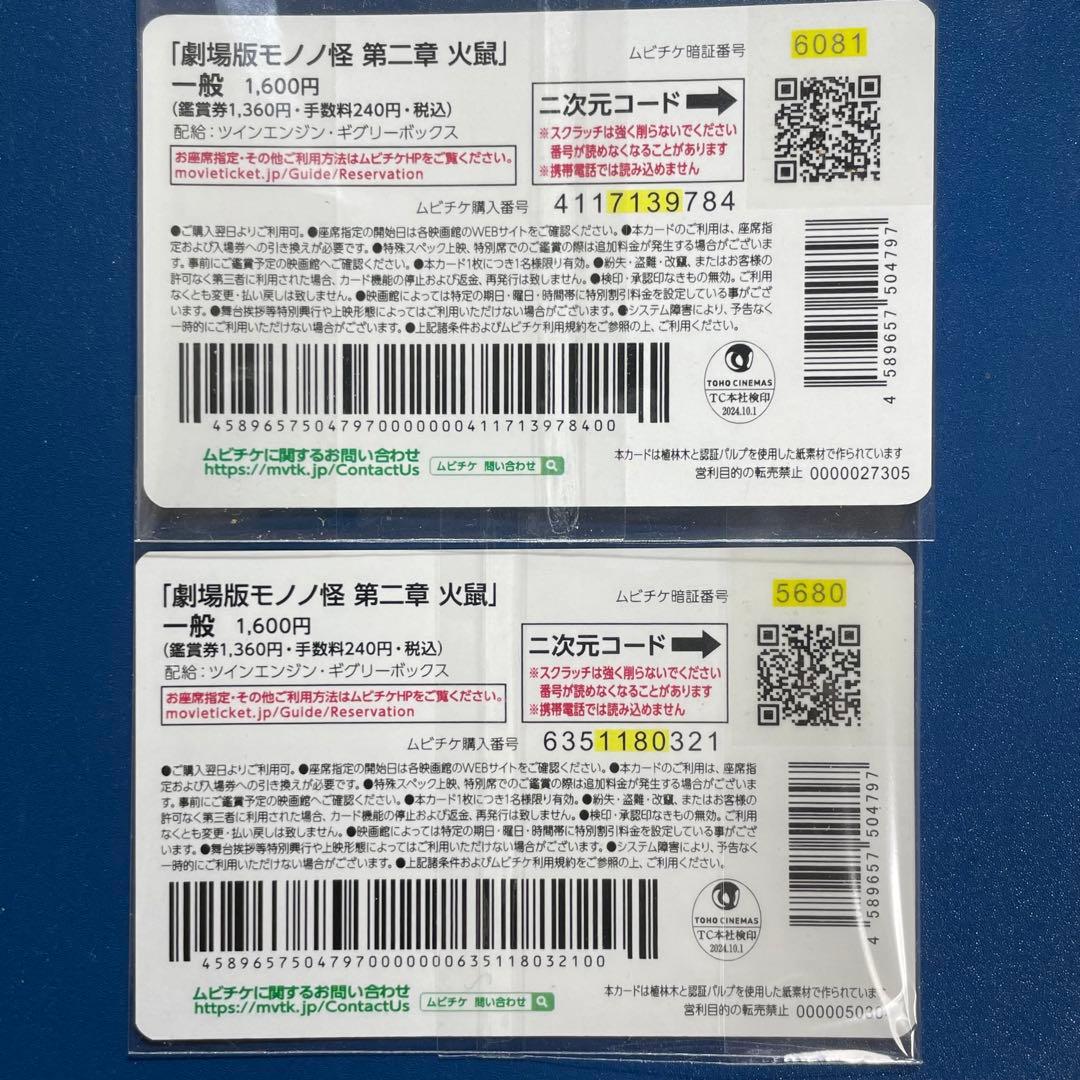 「劇場版モノノ怪 第二章 火鼠」
一般 1,600円
(鑑賞券1,360円・手数料240円・税込)
配給：ツインエンジン・ギグリーボックス
お座席指定・その他ご利用方法はムビチケHPをご覧ください。
movieticket.jp/Guide/Reservation
ムビチケ暗証番号 6081
二次元コード
※スクラッチは強く削らないでください
番号が読めなくなることがあります
※携帯電話では読み込めません
ムビチケ購入番号 4117139784
●ご購入翌日よりご利用可。●座席指定の開始日は各映画館のWEBサイトをご確認ください。●本カードのご利用は、座席指
定および入場券への引き換えが必要です。●特殊スペック上映、特別席でのご鑑賞の際は追加料金が発生する場合がございま
す。事前にご鑑賞予定の映画館へご確認ください。●本カード1枚につき1名様限り有効。●紛失・盗難・改竄、またはお客様の
許可なく第三者に利用された場合、カード機能の停止および返金、再発行は致しません。●検印・承認印なきもの無効。ご利用
なくとも変更・払い戻しは致しません。●映画館によっては特定の期日・曜日・時間帯に特別割引料金を設定している事がござ
います。●舞台挨拶等特別興行や上映形態によってはご利用いただけない場合がございます。●システム障害により、予告なく
一時的にご利用いただけない場合がございます。●上記諸条件およびムビチケ利用規約をご参照の上、ご利用ください。
4 589657 504797
45896575047970000000411713978400
TOHO CINEMAS
TC本社検印
2024.10.1
ムビチケに関するお問い合わせ
https://mvtk.jp/ContactUs
ムビチケ 問い合わせ
本カードは植林木と認証パルプを使用した紙素材で作られています
営利目的の転売禁止 0000027305
「劇場版モノノ怪 第二章 火鼠」
一般 1,600円
(鑑賞券1,360円・手数料240円・税込)
配給：ツインエンジン・ギグリーボックス
お座席指定・その他ご利用方法はムビチケHPをご覧ください。
movieticket.jp/Guide/Reservation
ムビチケ暗証番号 5680
二次元コード
※スクラッチは強く削らないでください
番号が読めなくなることがあります
※携帯電話では読み込めません
ムビチケ購入番号 6351180321
●ご購入翌日よりご利用可。●座席指定の開始日は各映画館のWEBサイトをご確認ください。●本カードのご利用は、座席指
定および入場券への引き換えが必要です。●特殊スペック上映、特別席でのご鑑賞の際は追加料金が発生する場合がございま
す。事前にご鑑賞予定の映画館へご確認ください。●本カード1枚につき1名様限り有効。●紛失・盗難・改竄、またはお客様の
許可なく第三者に利用された場合、カード機能の停止および返金、再発行は致しません。●検印・承認印なきもの無効。ご利用
なくとも変更・払い戻しは致しません。●映画館によっては特定の期日・曜日・時間帯に特別割引料金を設定している事がござ
います。●舞台挨拶等特別興行や上映形態によってはご利用いただけない場合がございます。●システム障害により、予告なく
一時的にご利用いただけない場合がございます。●上記諸条件およびムビチケ利用規約をご参照の上、ご利用ください。
4 589657 504797
45896575047970000000635118032100
TOHO CINEMAS
TC本社検印
2024.10.1
ムビチケに関するお問い合わせ
https://mvtk.jp/ContactUs
ムビチケ 問い合わせ
本カードは植林木と認証パルプを使用した紙素材で作られています
営利目的の転売禁止